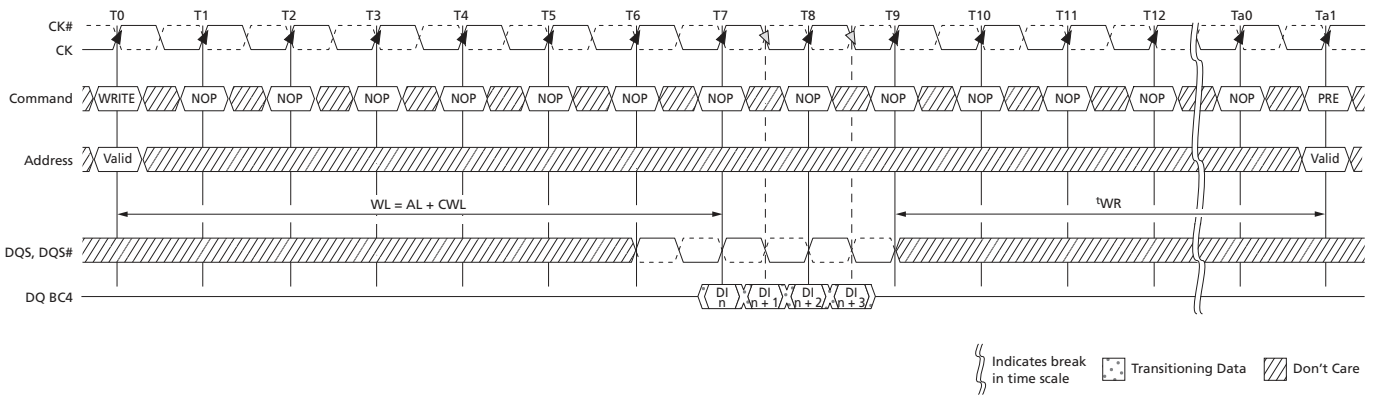 T0 T1 T2 T3 T4 T5 T6 T7 T8 T9 T10 T11 T12 Ta0 Ta1
CK#
CK
Command WRITE NOP NOP NOP NOP NOP NOP NOP NOP NOP NOP NOP NOP NOP PRE
Address Valid Valid
WL = AL + CWL tWR
DQS, DQS#
DQ BC4 DI n DI n + 1 DI n + 2 DI n + 3
Indicates break in time scale
Transitioning Data
Don't Care